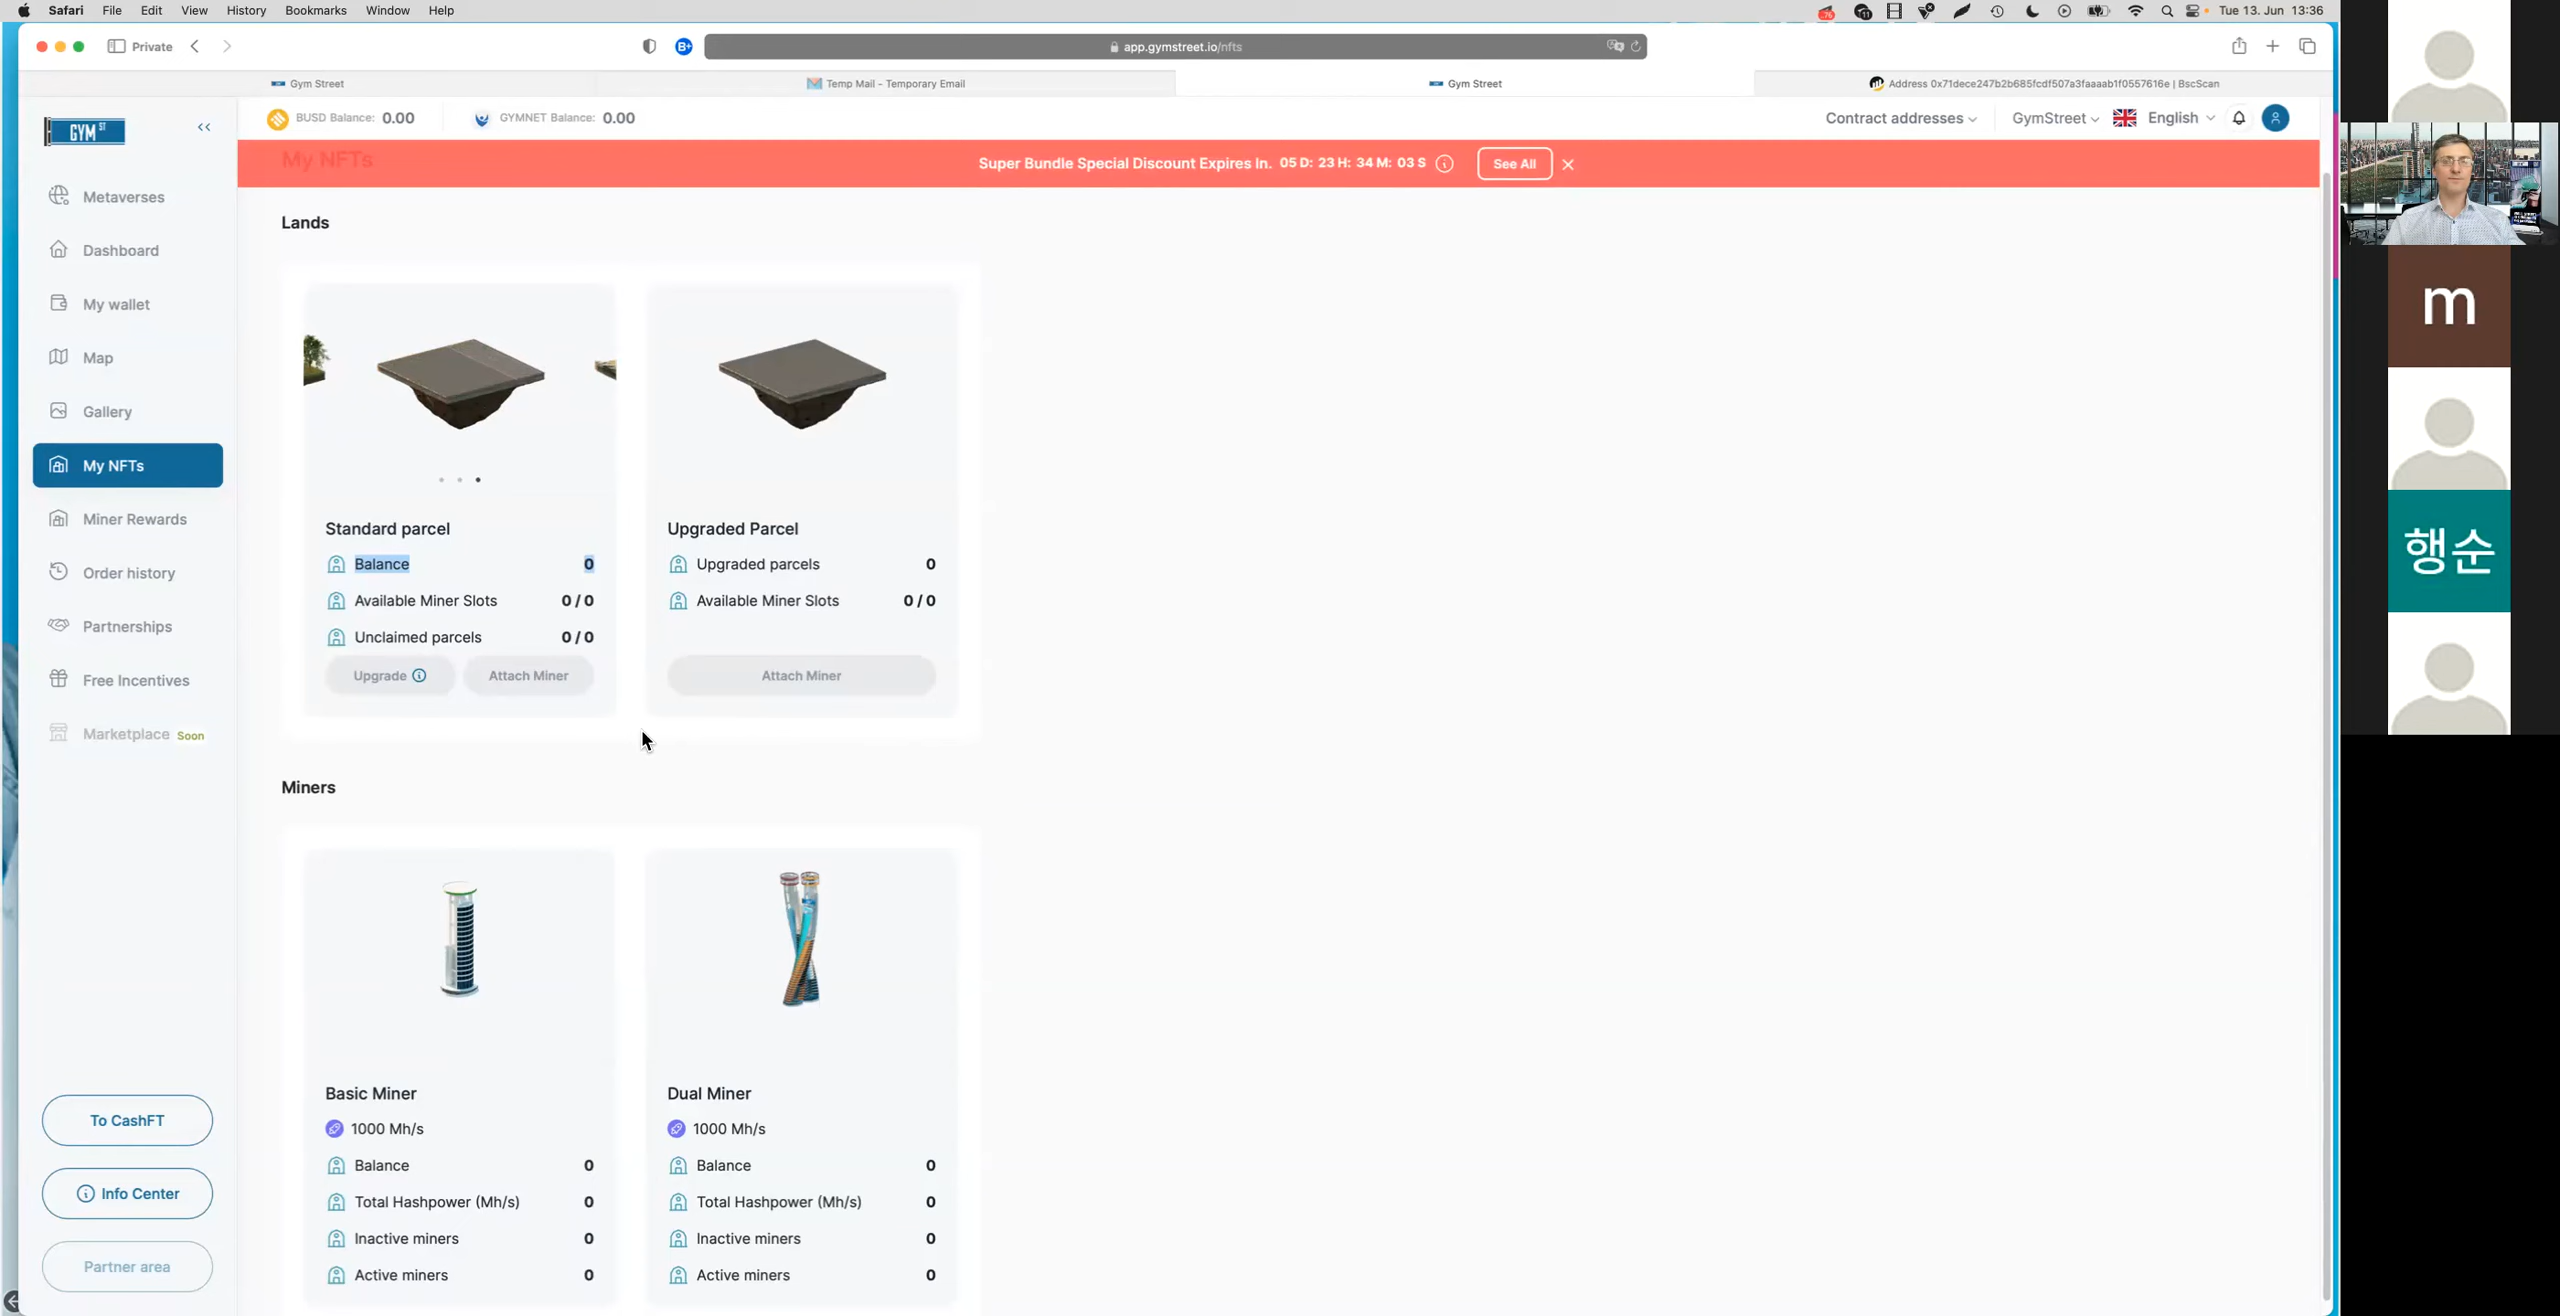 Safari File Edit View History Bookmarks Window Help
Tue 13. Jun 13:36
Private
B+
app.gymstreet.io/nfts
Gym Street
Temp Mail – Temporary Email
Gym Street
Address 0x71dece247b2b685fcdf507a3faaaab1f0557616e | BscScan
GYM ST
BUSD Balance: 0.00
GYMNET Balance: 0.00
Contract addresses
GymStreet
English
My NFTs
Super Bundle Special Discount Expires In. 05 D: 23 H: 34 M: 03 S
See All
Metaverses
Dashboard
My wallet
Map
Gallery
My NFTs
Miner Rewards
Order history
Partnerships
Free Incentives
Marketplace Soon
To CashFT
Info Center
Partner area
Lands
Standard parcel
Balance 0
Available Miner Slots 0 / 0
Unclaimed parcels 0 / 0
Upgrade
Attach Miner
Upgraded Parcel
Upgraded parcels 0
Available Miner Slots 0 / 0
Attach Miner
Miners
Basic Miner
1000 Mh/s
Balance 0
Total Hashpower (Mh/s) 0
Inactive miners 0
Active miners 0
Dual Miner
1000 Mh/s
Balance 0
Total Hashpower (Mh/s) 0
Inactive miners 0
Active miners 0
m
행순